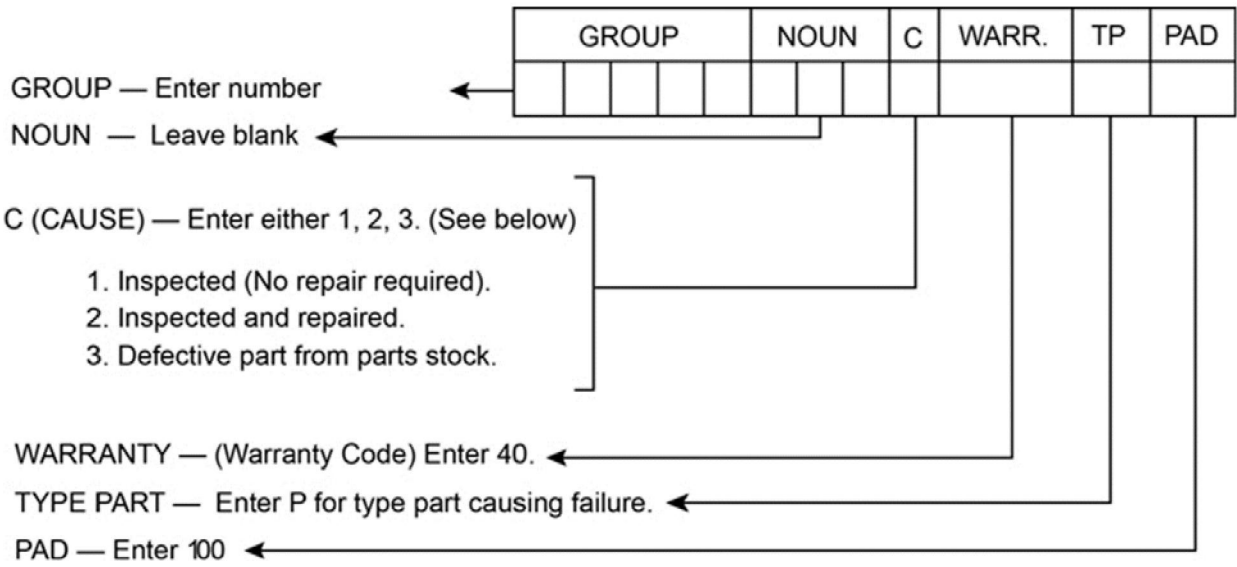 GROUP NOUN C WARR. TP PAD
GROUP — Enter number
NOUN — Leave blank
C (CAUSE) — Enter either 1, 2, 3. (See below)
1. Inspected (No repair required).
2. Inspected and repaired.
3. Defective part from parts stock.
WARRANTY — (Warranty Code) Enter 40.
TYPE PART — Enter P for type part causing failure.
PAD — Enter 100